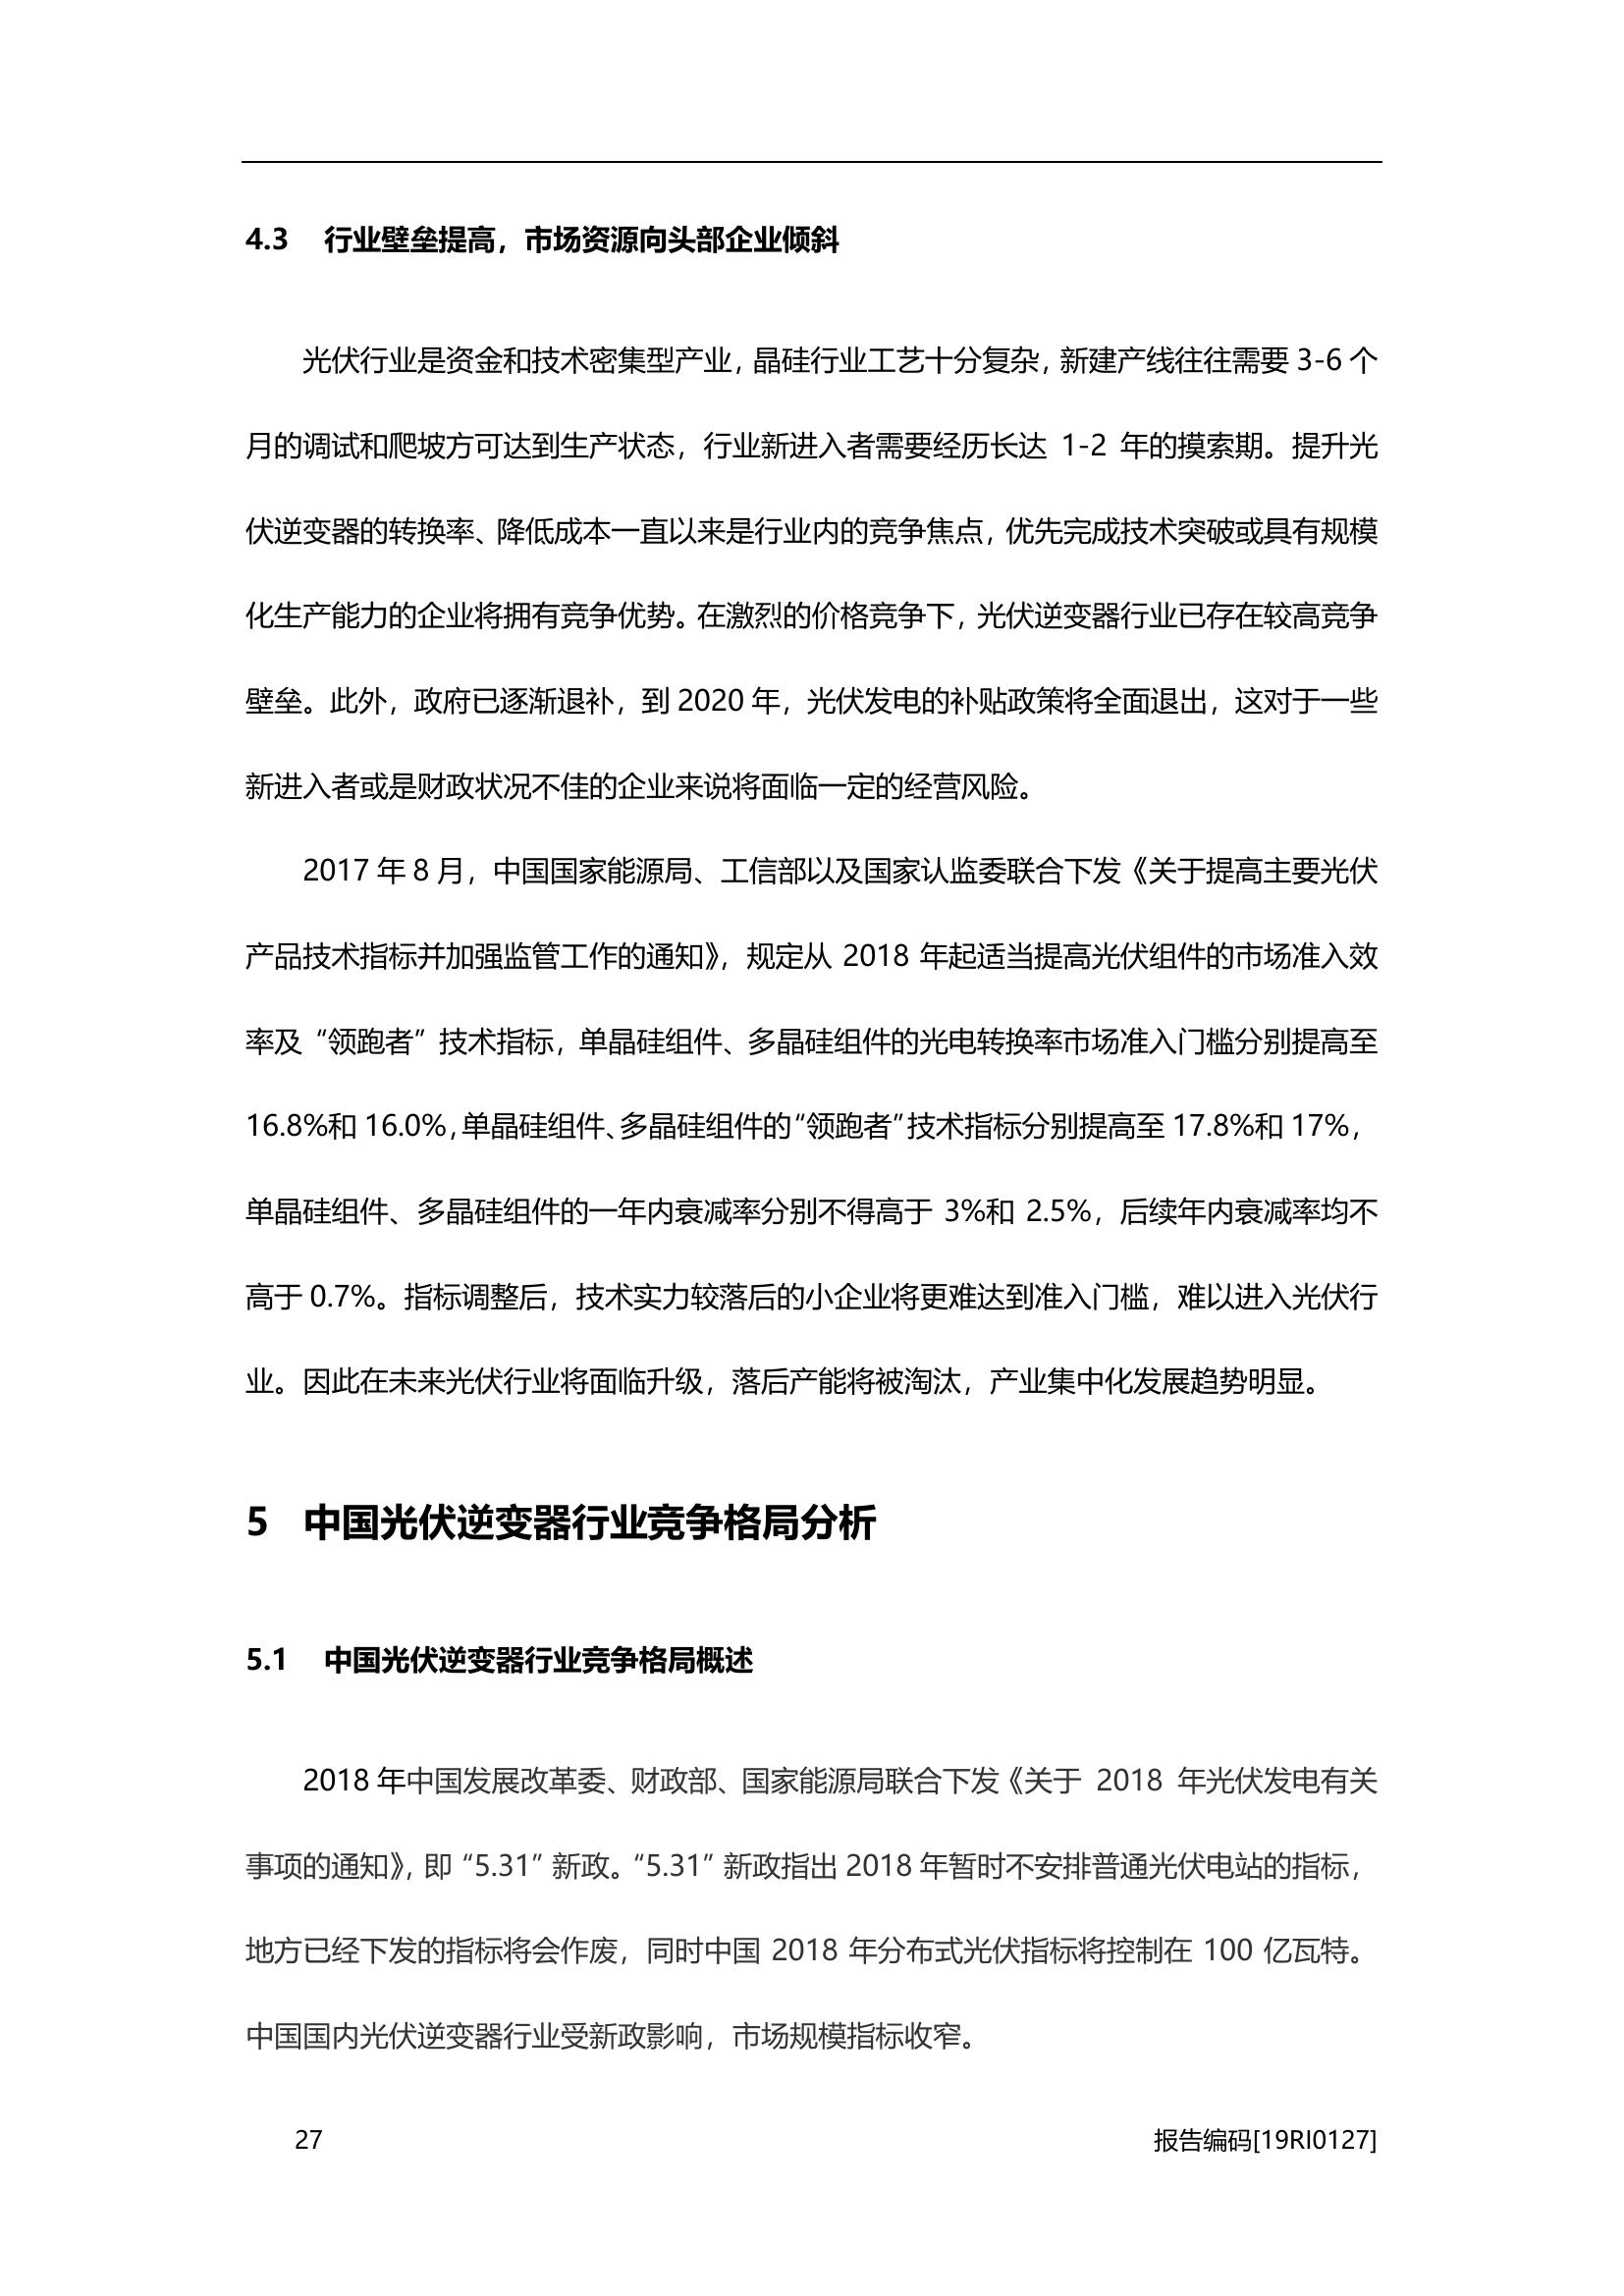 4.3 行业壁垒提高，市场资源向头部企业倾斜
光伏行业是资金和技术密集型产业，晶硅行业工艺十分复杂，新建产线往往需要 3-6 个
月的调试和爬坡方可达到生产状态，行业新进入者需要经历长达 1-2 年的摸索期。提升光
伏逆变器的转换率、降低成本一直以来是行业内的竞争焦点，优先完成技术突破或具有规模
化生产能力的企业将拥有竞争优势。在激烈的价格竞争下，光伏逆变器行业已存在较高竞争
壁垒。此外，政府已逐渐退补，到 2020 年，光伏发电的补贴政策将全面退出，这对于一些
新进入者或是财政状况不佳的企业来说将面临一定的经营风险。
2017 年 8 月，中国国家能源局、工信部以及国家认监委联合下发《关于提高主要光伏
产品技术指标并加强监管工作的通知》，规定从 2018 年起适当提高光伏组件的市场准入效
率及“领跑者”技术指标，单晶硅组件、多晶硅组件的光电转换率市场准入门槛分别提高至
16.8%和 16.0%，单晶硅组件、多晶硅组件的“领跑者”技术指标分别提高至 17.8%和 17%，
单晶硅组件、多晶硅组件的一年内衰减率分别不得高于 3%和 2.5%，后续年内衰减率均不
高于 0.7%。指标调整后，技术实力较落后的小企业将更难达到准入门槛，难以进入光伏行
业。因此在未来光伏行业将面临升级，落后产能将被淘汰，产业集中化发展趋势明显。
5 中国光伏逆变器行业竞争格局分析
5.1 中国光伏逆变器行业竞争格局概述
2018 年中国发展改革委、财政部、国家能源局联合下发《关于 2018 年光伏发电有关
事项的通知》，即“5.31”新政。“5.31”新政指出 2018 年暂时不安排普通光伏电站的指标，
地方已经下发的指标将会作废，同时中国 2018 年分布式光伏指标将控制在 100 亿瓦特。
中国国内光伏逆变器行业受新政影响，市场规模指标收窄。
27 报告编码[19RI0127]